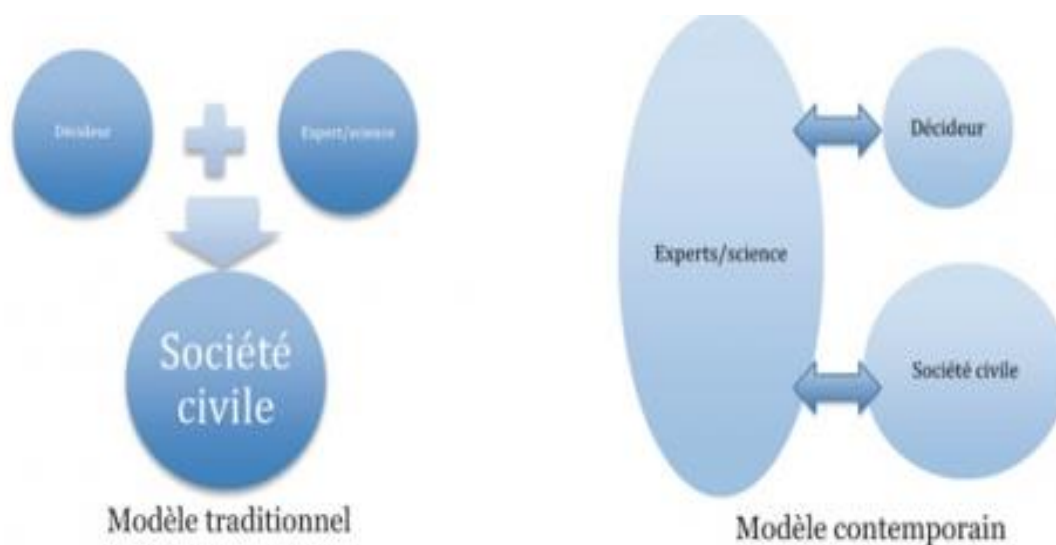 Décideur
Expert/science
Société
civile
Modèle traditionnel
Experts/science
Décideur
Société civile
Modèle contemporain